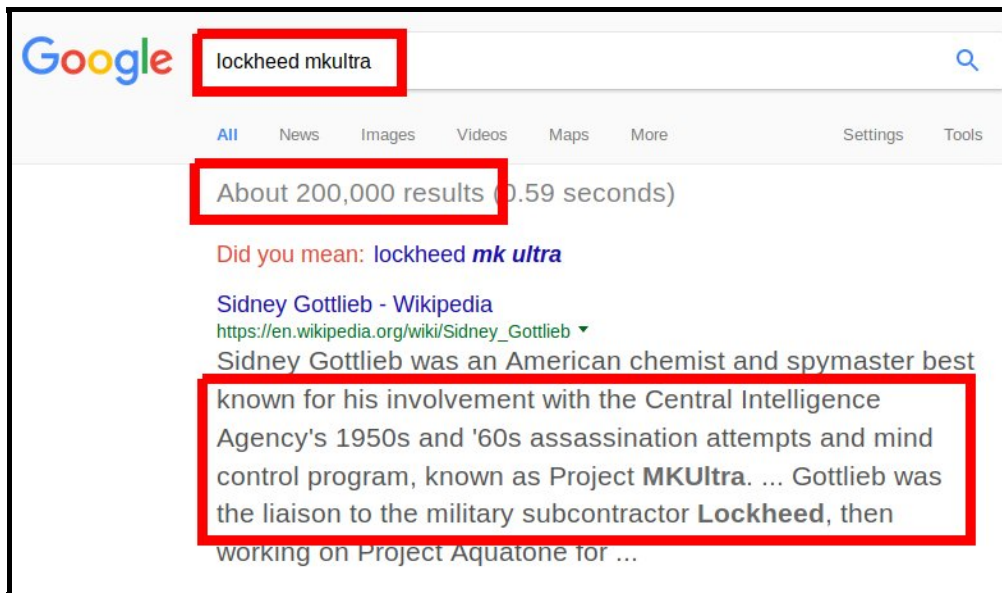 Google lockheed mkultra
All News Images Videos Maps More Settings Tools
About 200,000 results (0.59 seconds)
Did you mean: lockheed mk ultra
Sidney Gottlieb - Wikipedia
https://en.wikipedia.org/wiki/Sidney_Gottlieb
Sidney Gottlieb was an American chemist and spymaster best
known for his involvement with the Central Intelligence
Agency's 1950s and '60s assassination attempts and mind
control program, known as Project MKUltra. ... Gottlieb was
the liaison to the military subcontractor Lockheed, then
working on Project Aquatone for ...